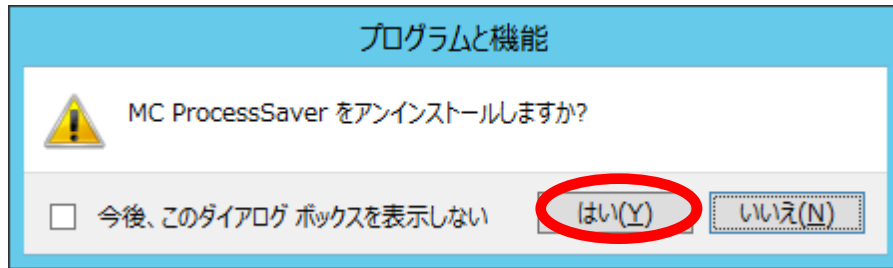 プログラムと機能
MC ProcessSaver をアンインストールしますか?
今後、このダイアログ ボックスを表示しない
はい(Y)
いいえ(N)